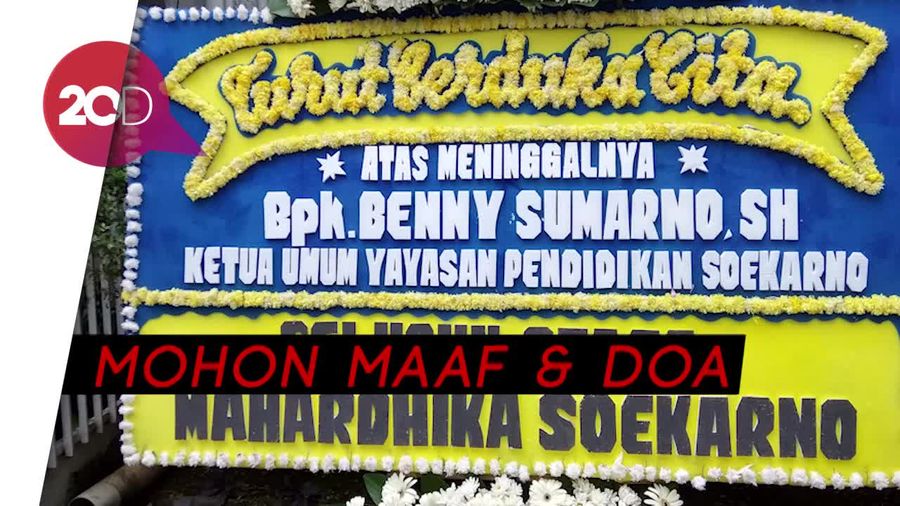 20D
Turut Berduka Cita
ATAS MENINGGALNYA
Bpk. BENNY SUMARNO, SH
KETUA UMUM YAYASAN PENDIDIKAN SOEKARNO
MOHON MAAF & DOA
MAHARDHIKA SOEKARNO